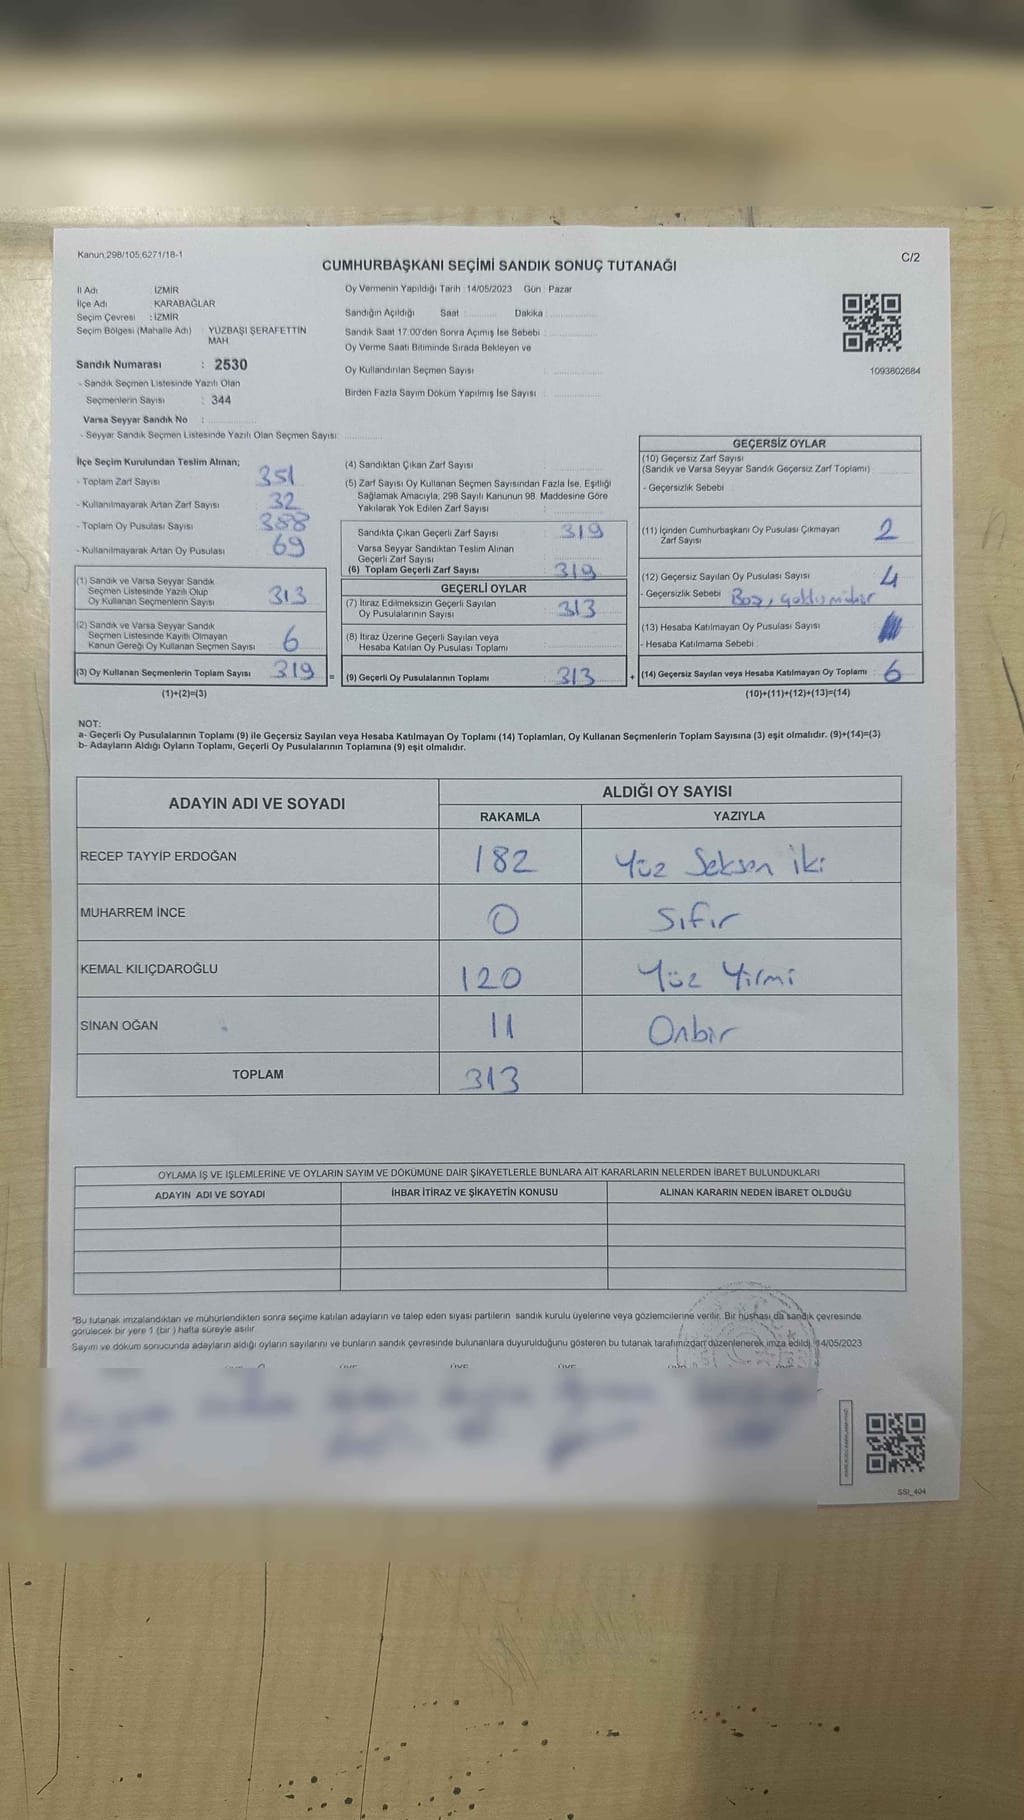 Kanun,298/105,6271/18-1
C/2
CUMHURBAŞKANI SEÇİMİ SANDIK SONUÇ TUTANAĞI
İl Adı : İZMİR
İlçe Adı : KARABAĞLAR
Seçim Çevresi : İZMİR
Seçim Bölgesi (Mahalle Adı) : YÜZBAŞI ŞERAFETTİN
MAH.
Sandık Numarası : 2530
- Sandık Seçmen Listesinde Yazılı Olan
Seçmenlerin Sayısı : 344
Varsa Seyyar Sandık No :
- Seyyar Sandık Seçmen Listesinde Yazılı Olan Seçmen Sayısı:
Oy Vermenin Yapıldığı Tarih : 14/05/2023 Gün : Pazar
Sandığın Açıldığı Saat Dakika
Sandık Saat 17.00'den Sonra Açılmış İse Sebebi :
Oy Verme Saati Bitiminde Sırada Bekleyen ve
Oy Kullandırılan Seçmen Sayısı :
Birden Fazla Sayım Döküm Yapılmış İse Sayısı :
1093802684
İlçe Seçim Kurulundan Teslim Alınan;
- Toplam Zarf Sayısı : 351
- Kullanılmayarak Artan Zarf Sayısı : 32
- Toplam Oy Pusulası Sayısı : 388
- Kullanılmayarak Artan Oy Pusulası : 69
(1) Sandık ve Varsa Seyyar Sandık
Seçmen Listesinde Yazılı Olup
Oy Kullanan Seçmenlerin Sayısı : 313
(2) Sandık ve Varsa Seyyar Sandık
Seçmen Listesinde Kayıtlı Olmayan
Kanun Gereği Oy Kullanan Seçmen Sayısı : 6
(3) Oy Kullanan Seçmenlerin Toplam Sayısı : 319
(1)+(2)=(3)
(4) Sandıktan Çıkan Zarf Sayısı
(5) Zarf Sayısı Oy Kullanan Seçmen Sayısından Fazla İse, Eşitliği
Sağlamak Amacıyla, 298 Sayılı Kanunun 98. Maddesine Göre
Yakılarak Yok Edilen Zarf Sayısı :
Sandıkta Çıkan Geçerli Zarf Sayısı : 319
Varsa Seyyar Sandıktan Teslim Alınan
Geçerli Zarf Sayısı
(6) Toplam Geçerli Zarf Sayısı : 319
=
GEÇERLİ OYLAR
(7) İtiraz Edilmeksizin Geçerli Sayılan
Oy Pusulalarının Sayısı : 313
(8) İtiraz Üzerine Geçerli Sayılan veya
Hesaba Katılan Oy Pusulası Toplamı
(9) Geçerli Oy Pusulalarının Toplamı : 313
+
GEÇERSİZ OYLAR
(10) Geçersiz Zarf Sayısı
(Sandık ve Varsa Seyyar Sandık Geçersiz Zarf Toplamı)
- Geçersizlik Sebebi
(11) İçinden Cumhurbaşkanı Oy Pusulası Çıkmayan
Zarf Sayısı 2
(12) Geçersiz Sayılan Oy Pusulası Sayısı 4
- Geçersizlik Sebebi Boş,
(13) Hesaba Katılmayan Oy Pusulası Sayısı
- Hesaba Katılmama Sebebi
(14) Geçersiz Sayılan veya Hesaba Katılmayan Oy Toplamı : 6
(10)+(11)+(12)+(13)=(14)
NOT:
a- Geçerli Oy Pusulalarının Toplamı (9) ile Geçersiz Sayılan veya Hesaba Katılmayan Oy Toplamı (14) Toplamları, Oy Kullanan Seçmenlerin Toplam Sayısına (3) eşit olmalıdır. (9)+(14)=(3)
b- Adayların Aldığı Oyların Toplamı, Geçerli Oy Pusulalarının Toplamına (9) eşit olmalıdır.
ADAYIN ADI VE SOYADI
ALDIĞI OY SAYISI
RAKAMLA YAZIYLA
RECEP TAYYİP ERDOĞAN 182 Yüz Seksen iki
MUHARREM İNCE 0 Sıfır
KEMAL KILIÇDAROĞLU 120 Yüz Yirmi
SİNAN OĞAN 11 Onbir
TOPLAM 313
OYLAMA İŞ VE İŞLEMLERİNE VE OYLARIN SAYIM VE DÖKÜMÜNE DAİR ŞİKAYETLERLE BUNLARA AİT KARARLARIN NELERDEN İBARET BULUNDUKLARI
ADAYIN ADI VE SOYADI İHBAR İTİRAZ VE ŞİKAYETİN KONUSU ALINAN KARARIN NEDEN İBARET OLDUĞU
*Bu tutanak imzalandıktan ve mühürlendikten sonra seçime katılan adayların ve talep eden siyasi partilerin sandık kurulu üyelerine veya gözlemcilerine verilir. Bir nüshası da sandık çevresinde
görülecek bir yere 1 (bir ) hafta süreyle asılır.
Sayım ve döküm sonucunda adayların aldığı oyların sayılarını ve bunların sandık çevresinde bulunanlara duyurulduğunu gösteren bu tutanak tarafımızdan düzenlenerek imza edildi. 14/05/2023
SSI_404